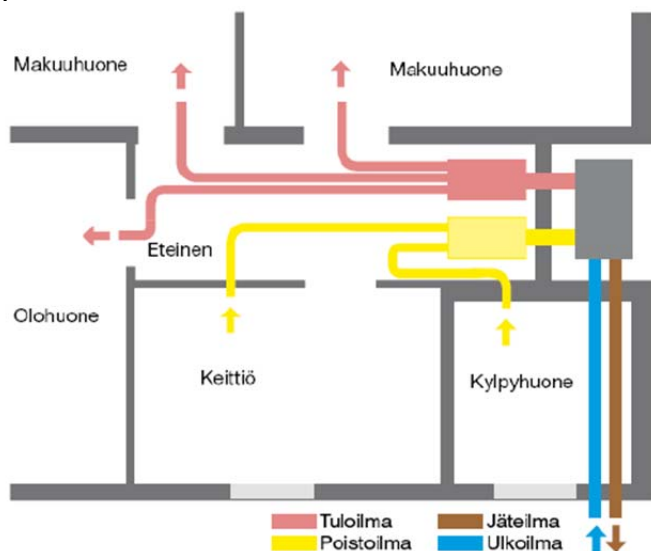 Makuuhuone
Makuuhuone
Eteinen
Olohuone
Keittiö
Kylpyhuone
Tuloilma
Jäteilma
Poistoilma
Ulkoilma